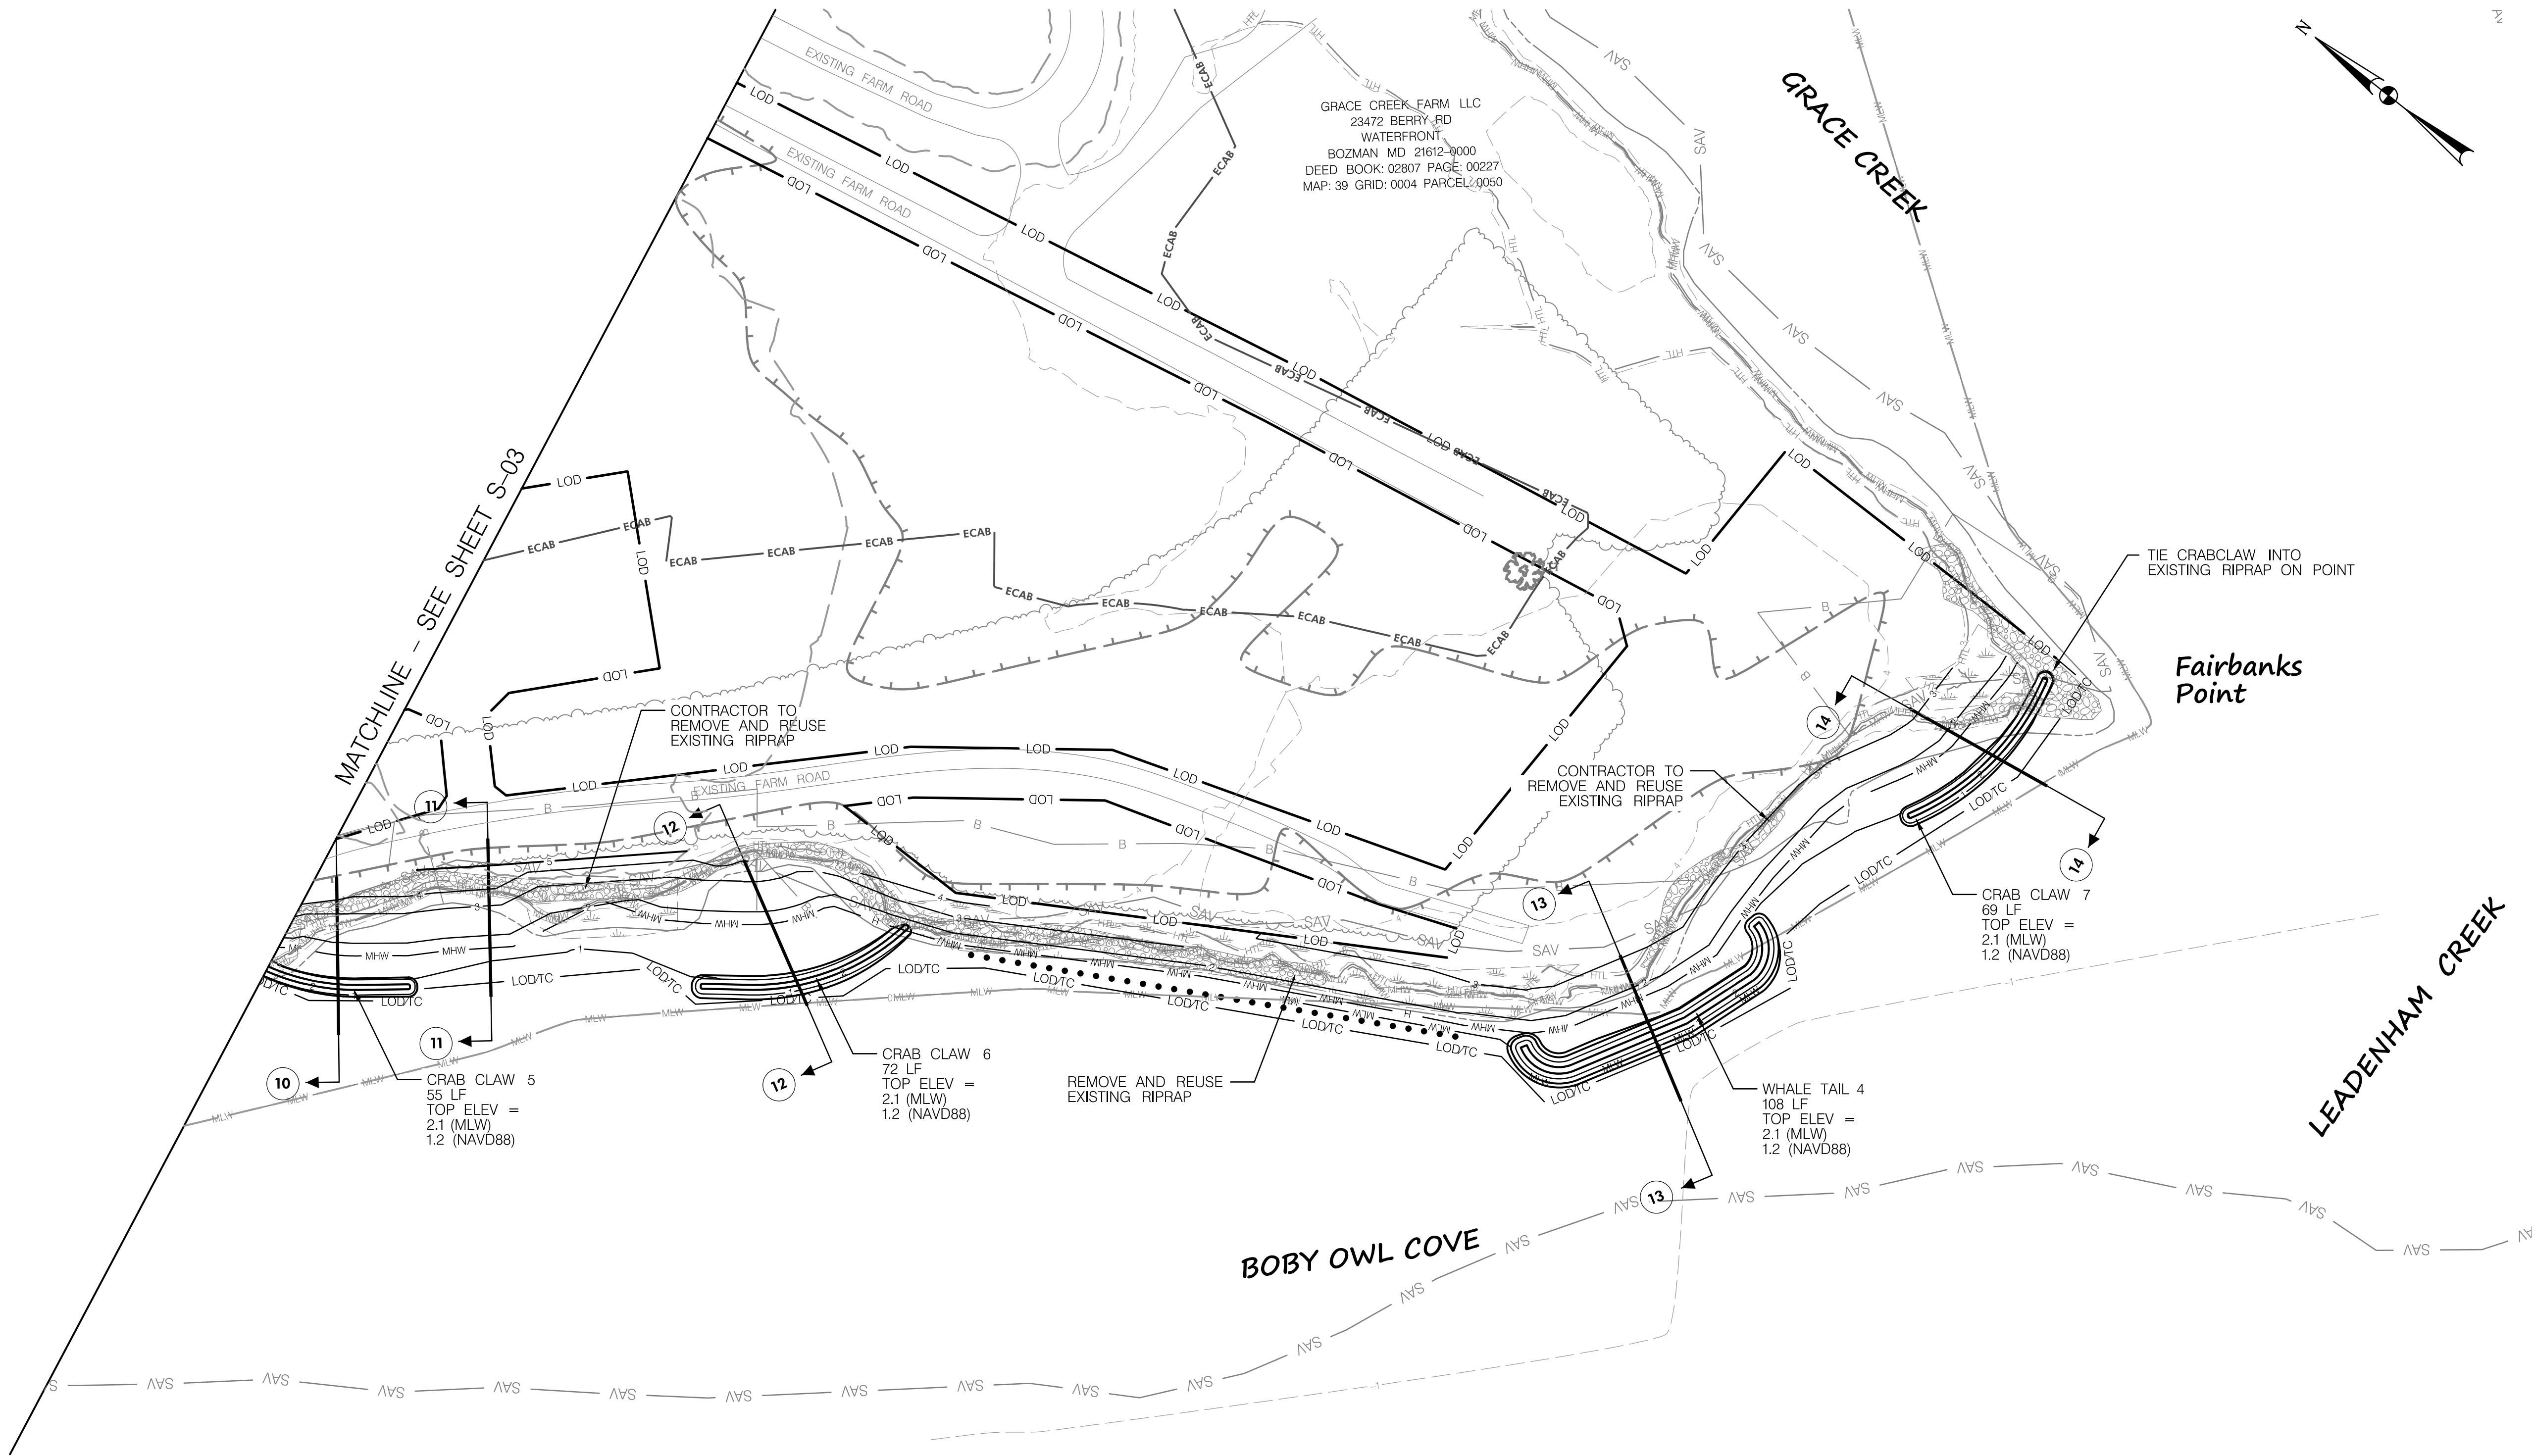 EXISTING FARM ROAD
LOD
GRACE CREEK FARM LLC
23472 BERRY RD
WATERFRONT
BOZMAN MD 21612-0000
DEED BOOK: 02807 PAGE: 00227
MAP: 39 GRID: 0004 PARCEL: 0050
ECAB
HTL
SAV
MLW
GRACE CREEK
N
EXISTING FARM ROAD
MATCHLINE - SEE SHEET S-03
TIE CRABCLAW INTO
EXISTING RIPRAP ON POINT
Fairbanks
Point
CONTRACTOR TO
REMOVE AND REUSE
EXISTING RIPRAP
EXISTING FARM ROAD
CONTRACTOR TO
REMOVE AND REUSE
EXISTING RIPRAP
11
12
13
14
14
B
MHW
LOD/TC
CRAB CLAW 7
69 LF
TOP ELEV =
2.1 (MLW)
1.2 (NAVD88)
LEADENHAM CREEK
10
11
12
13
CRAB CLAW 5
55 LF
TOP ELEV =
2.1 (MLW)
1.2 (NAVD88)
CRAB CLAW 6
72 LF
TOP ELEV =
2.1 (MLW)
1.2 (NAVD88)
REMOVE AND REUSE
EXISTING RIPRAP
WHALE TAIL 4
108 LF
TOP ELEV =
2.1 (MLW)
1.2 (NAVD88)
BOBY OWL COVE